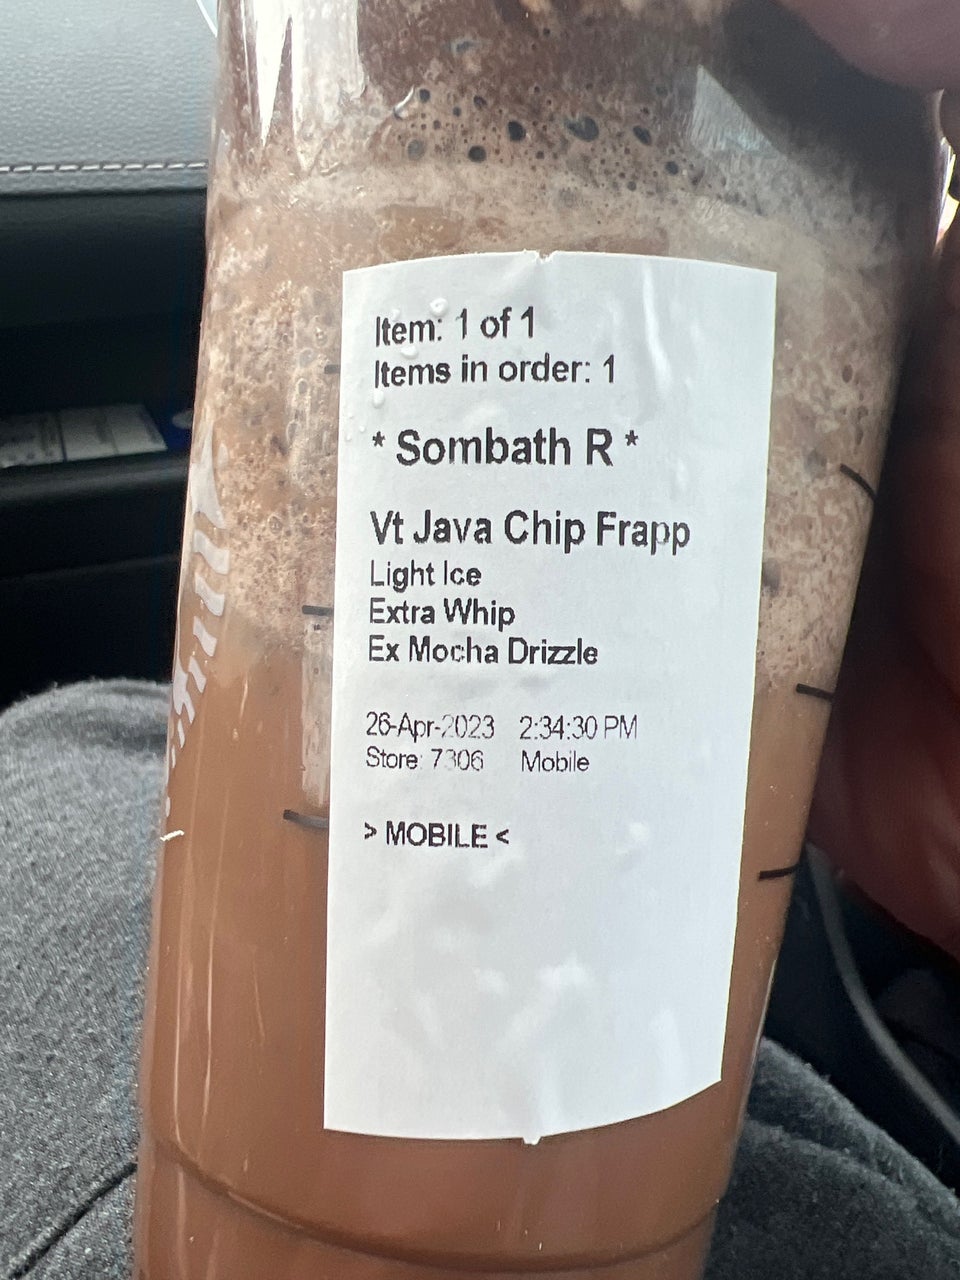 Item: 1 of 1
Items in order: 1
* Sombath R *
Vt Java Chip Frapp
Light Ice
Extra Whip
Ex Mocha Drizzle
26-Apr-2023 2:34:30 PM
Store: 7306 Mobile
> MOBILE <